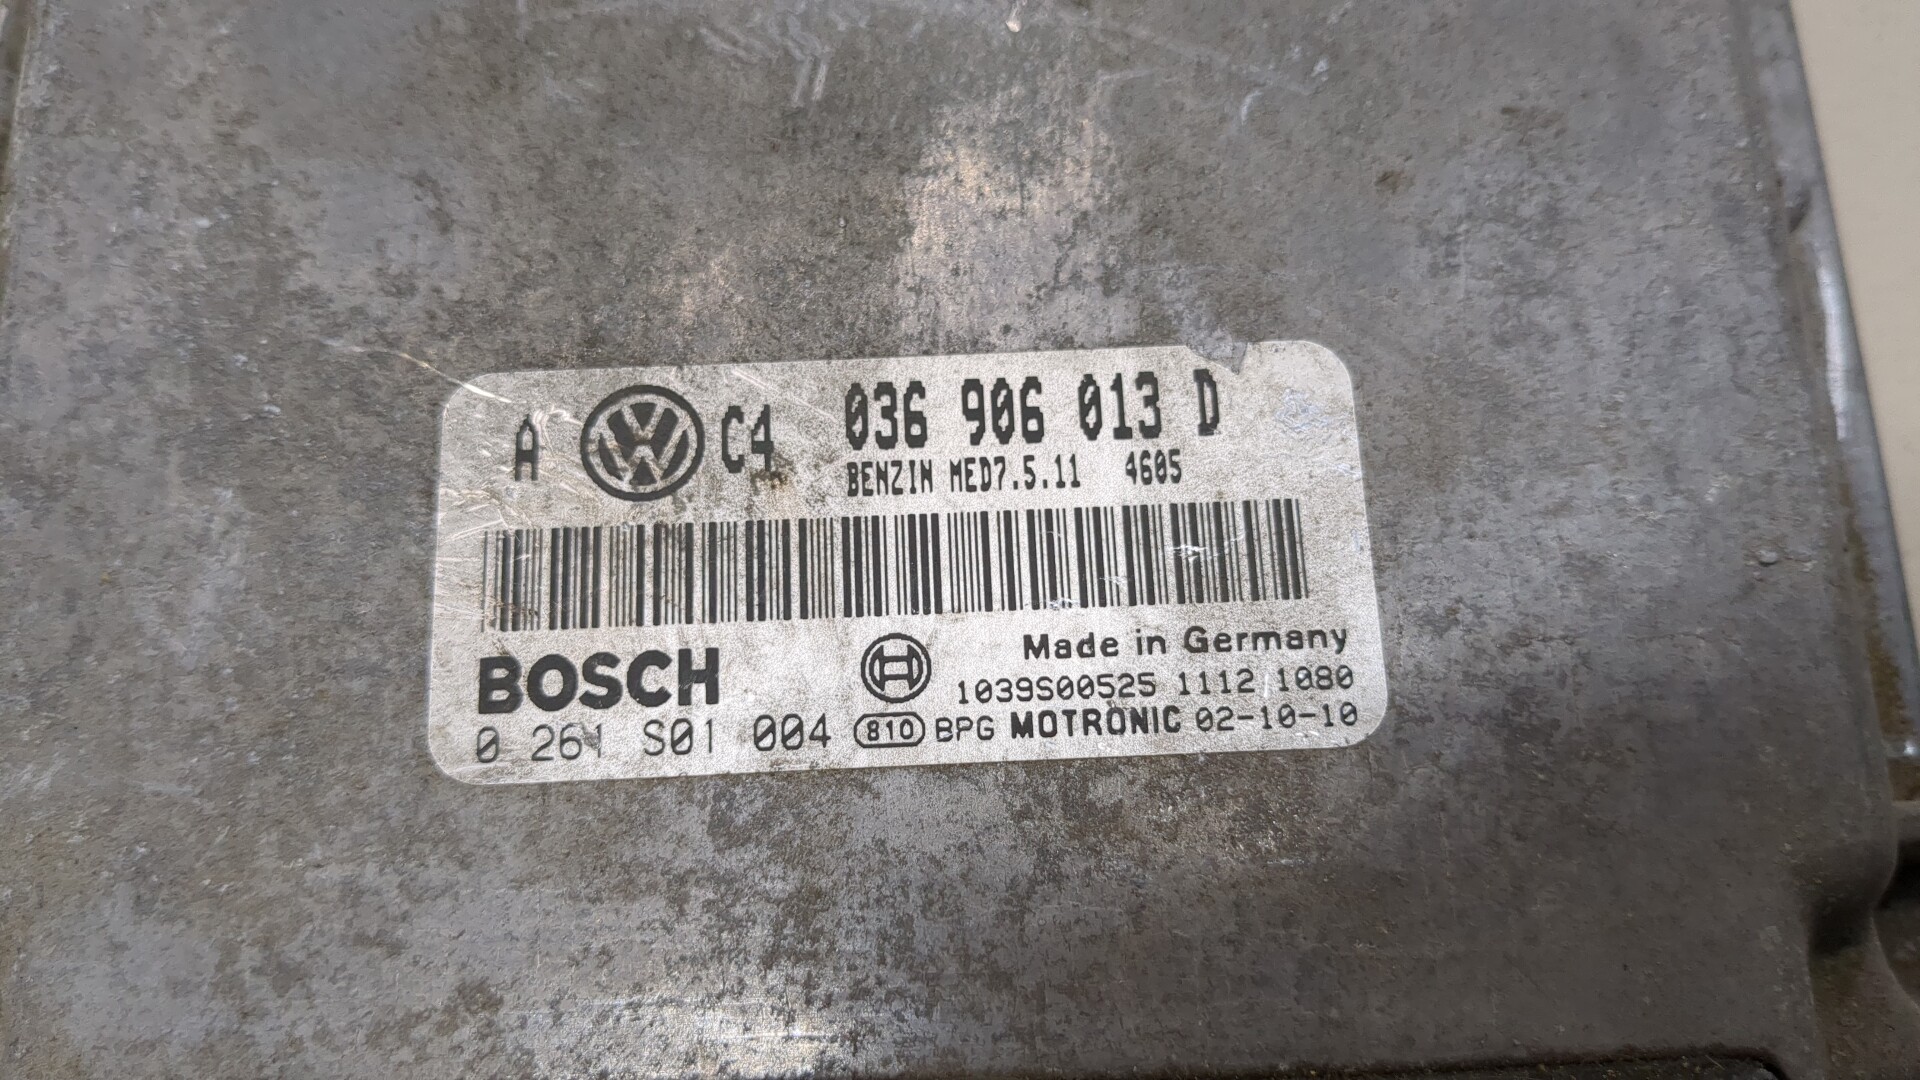 A VW C4 036 906 013 D
BENZIN MED7.5.11 4605
BOSCH
Made in Germany
1039S00525 1112 1080
0 261 S01 004 810 BPG MOTRONIC 02-10-10